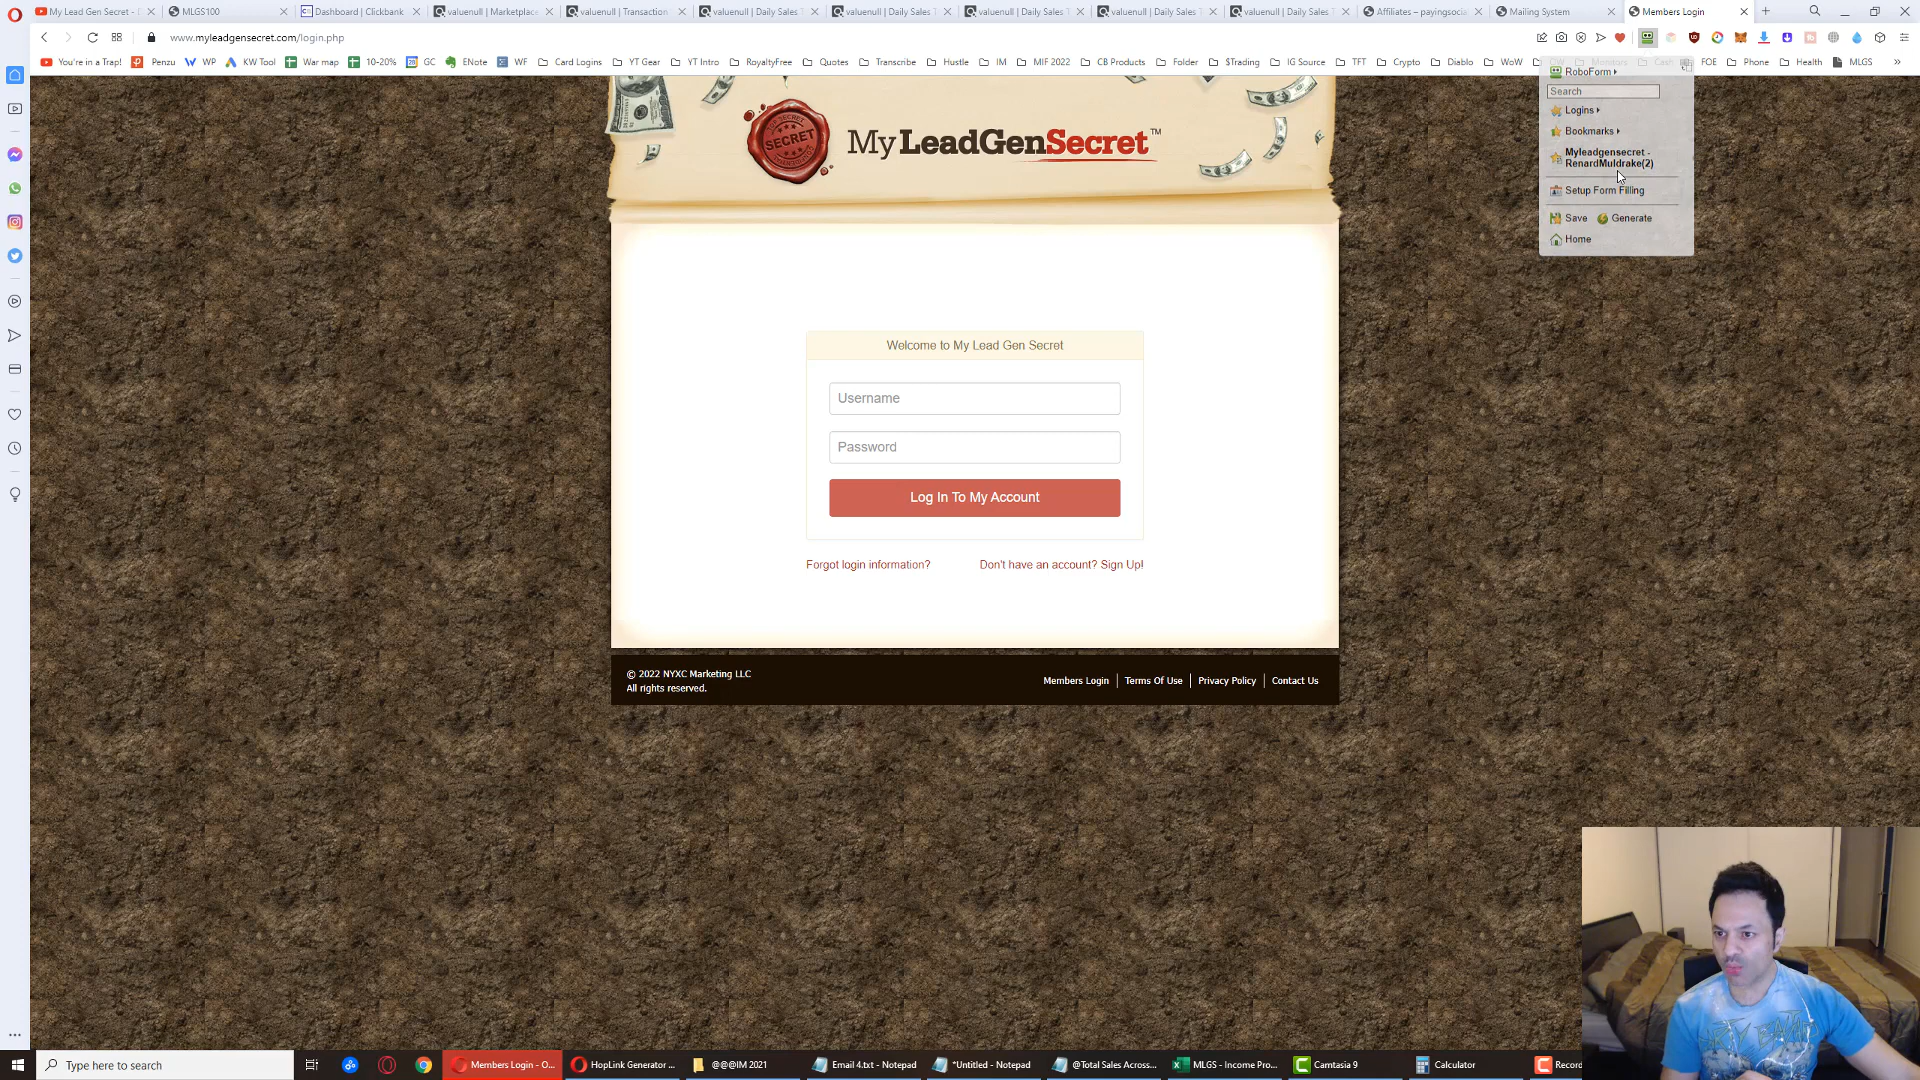 My Lead Gen Secret - 
MLGS100
Dashboard | Clickbank
valuenull | Marketplace
valuenull | Transaction
valuenull | Daily Sales T
valuenull | Daily Sales T
valuenull | Daily Sales T
valuenull | Daily Sales T
valuenull | Daily Sales T
Affiliates – payingsocia
Mailing System
Members Login
www.myleadgensecret.com/login.php
You're in a Trap!
Penzu
WP
KW Tool
War map
10-20%
GC
ENote
WF
Card Logins
YT Gear
YT Intro
RoyaltyFree
Quotes
Transcribe
Hustle
IM
MIF 2022
CB Products
Folder
$Trading
IG Source
TFT
Crypto
Diablo
WoW
FOE
Phone
Health
MLGS
»
RoboForm
Search
Logins
Bookmarks
Myleadgensecret -
RenardMuldrake(2)
Setup Form Filling
Save Generate
Home
SECRET
MyLeadGenSecret™
Welcome to My Lead Gen Secret
Username
Password
Log In To My Account
Forgot login information?
Don't have an account? Sign Up!
© 2022 NYXC Marketing LLC
All rights reserved.
Members Login | Terms Of Use | Privacy Policy | Contact Us
Type here to search
Members Login - O...
HopLink Generator ...
@@@IM 2021
Email 4.txt - Notepad
*Untitled - Notepad
@Total Sales Across...
MLGS - Income Pro...
Camtasia 9
Calculator
Record